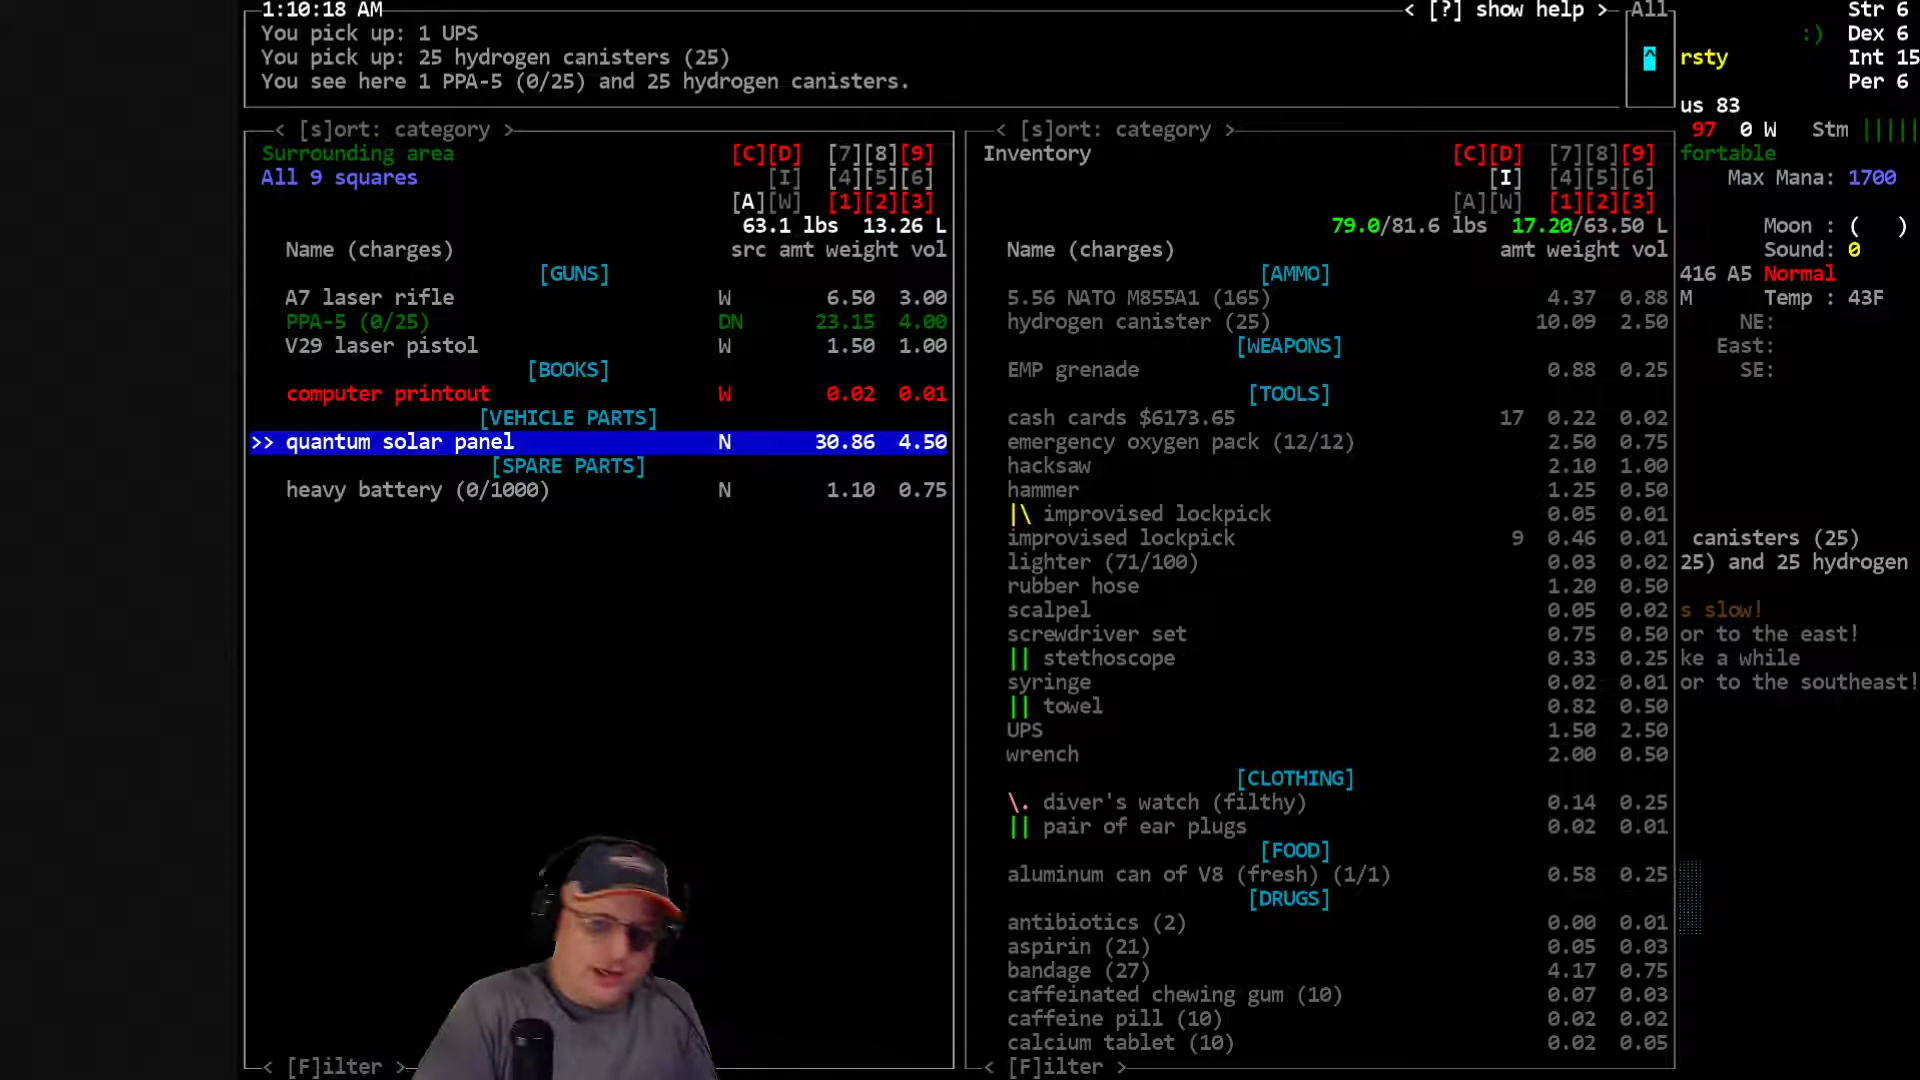 1:10:18 AM
You pick up: 1 UPS
You pick up: 25 hydrogen canisters (25)
You see here 1 PPA-5 (0/25) and 25 hydrogen canisters.
< [?] show help >
All
^
:)
Str 6
Dex 6
rsty
Int 15
Per 6
us 83
97 0 W Stm |||||
fortable
Max Mana: 1700
Moon : ( )
Sound: 0
416 A5 Normal
M Temp : 43F
NE:
East:
SE:
canisters (25)
25) and 25 hydrogen
s slow!
or to the east!
ke a while
or to the southeast!
< [s]ort: category >
Surrounding area [C][D] [7][8][9]
All 9 squares [I] [4][5][6]
[A][W] [1][2][3]
63.1 lbs 13.26 L
Name (charges) src amt weight vol
[GUNS]
A7 laser rifle W 6.50 3.00
PPA-5 (0/25) DN 23.15 4.00
V29 laser pistol W 1.50 1.00
[BOOKS]
computer printout W 0.02 0.01
[VEHICLE PARTS]
>> quantum solar panel N 30.86 4.50
[SPARE PARTS]
heavy battery (0/1000) N 1.10 0.75
< [F]ilter >
< [s]ort: category >
Inventory [C][D] [7][8][9]
[I] [4][5][6]
[A][W] [1][2][3]
79.0/81.6 lbs 17.20/63.50 L
Name (charges) amt weight vol
[AMMO]
5.56 NATO M855A1 (165) 4.37 0.88
hydrogen canister (25) 10.09 2.50
[WEAPONS]
EMP grenade 0.88 0.25
[TOOLS]
cash cards $6173.65 17 0.22 0.02
emergency oxygen pack (12/12) 2.50 0.75
hacksaw 2.10 1.00
hammer 1.25 0.50
|\ improvised lockpick 0.05 0.01
improvised lockpick 9 0.46 0.01
lighter (71/100) 0.03 0.02
rubber hose 1.20 0.50
scalpel 0.05 0.02
screwdriver set 0.75 0.50
|| stethoscope 0.33 0.25
syringe 0.02 0.01
|| towel 0.82 0.50
UPS 1.50 2.50
wrench 2.00 0.50
[CLOTHING]
\. diver's watch (filthy) 0.14 0.25
|| pair of ear plugs 0.02 0.01
[FOOD]
aluminum can of V8 (fresh) (1/1) 0.58 0.25
[DRUGS]
antibiotics (2) 0.00 0.01
aspirin (21) 0.05 0.03
bandage (27) 4.17 0.75
caffeinated chewing gum (10) 0.07 0.03
caffeine pill (10) 0.02 0.02
calcium tablet (10) 0.02 0.05
< [F]ilter >